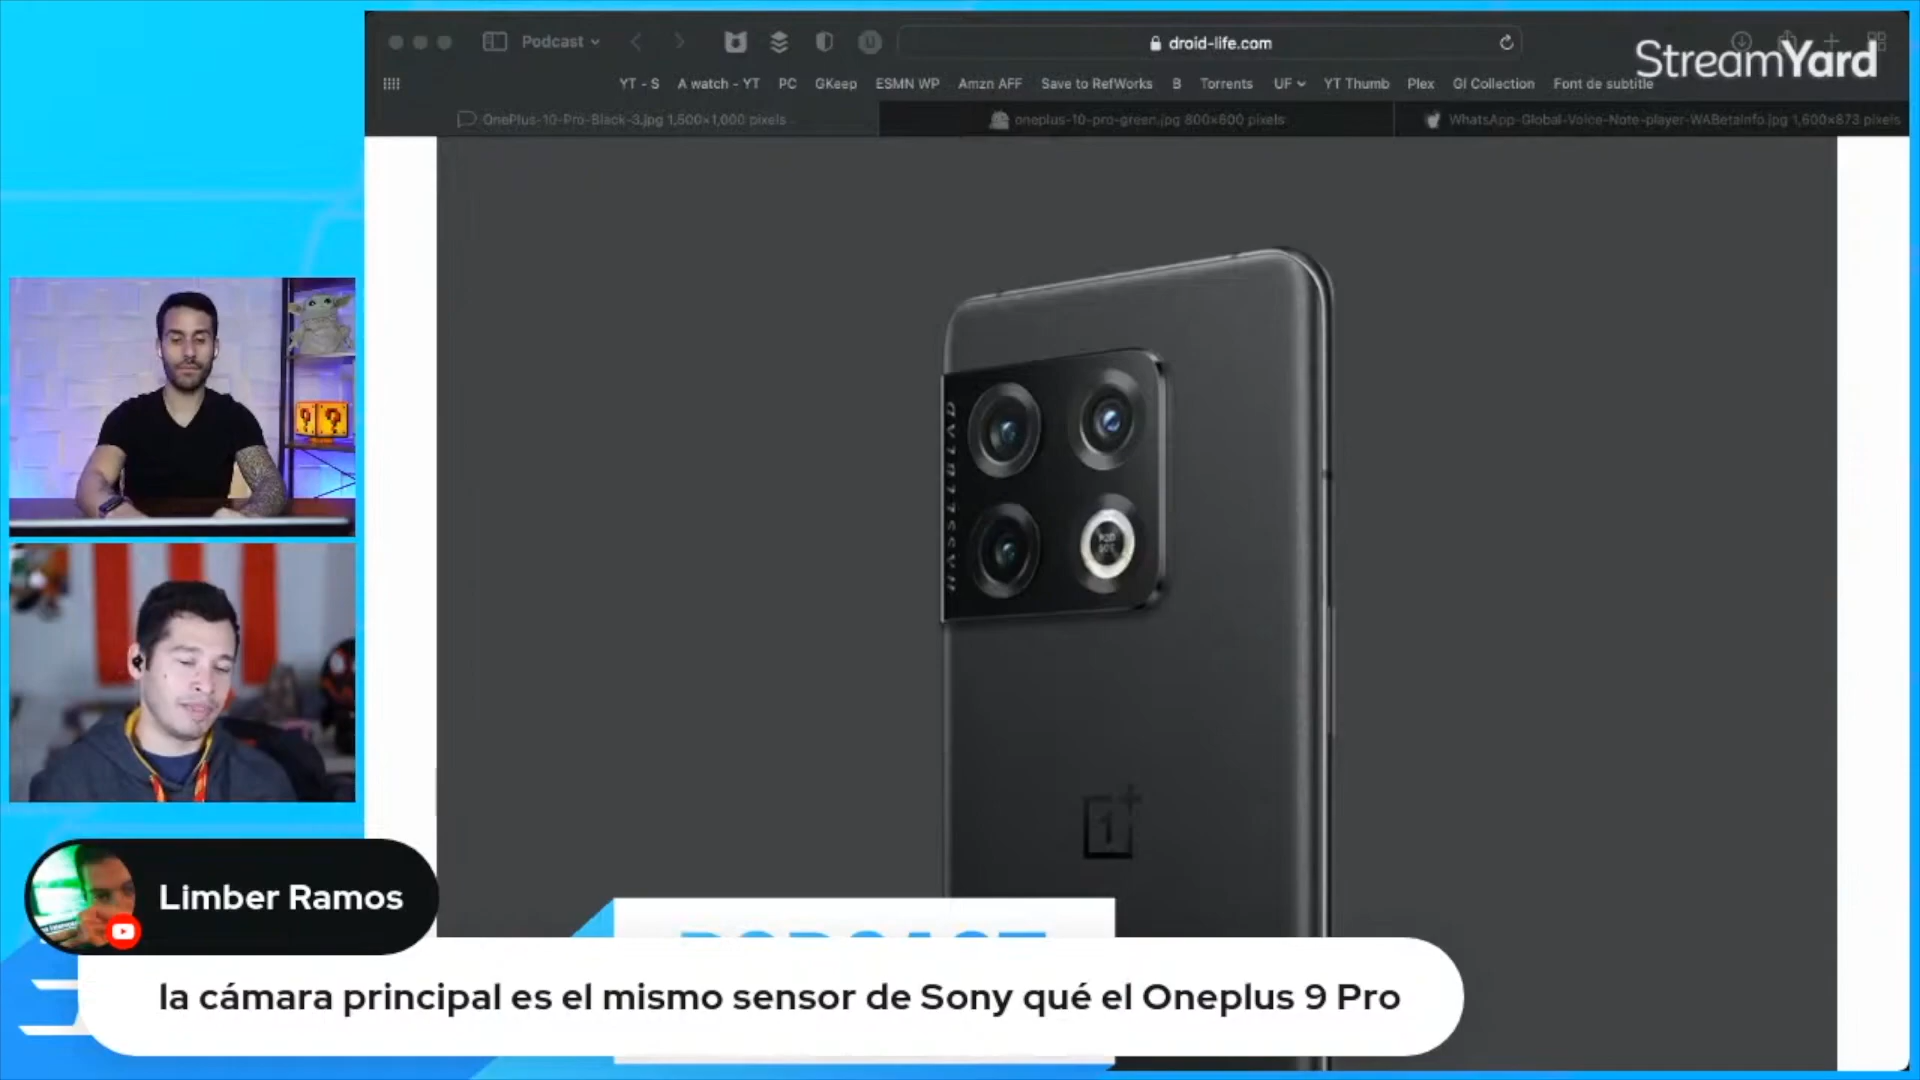 Podcast
droid-life.com
StreamYard
YT - S
A watch - YT
PC
GKeep
ESMN WP
Amzn AFF
Save to RefWorks
B
Torrents
UF
YT Thumb
Plex
GI Collection
Font de subtitle
OnePlus-10-Pro-Black-3.jpg 1,500×1,000 pixels
oneplus-10-pro-green.jpg 800×600 pixels
WhatsApp-Global-Voice-Note-player-WABetaInfo.jpg 1,600×873 pixels
HASSELBLAD
1+
Limber Ramos
PODCAST
la cámara principal es el mismo sensor de Sony qué el Oneplus 9 Pro